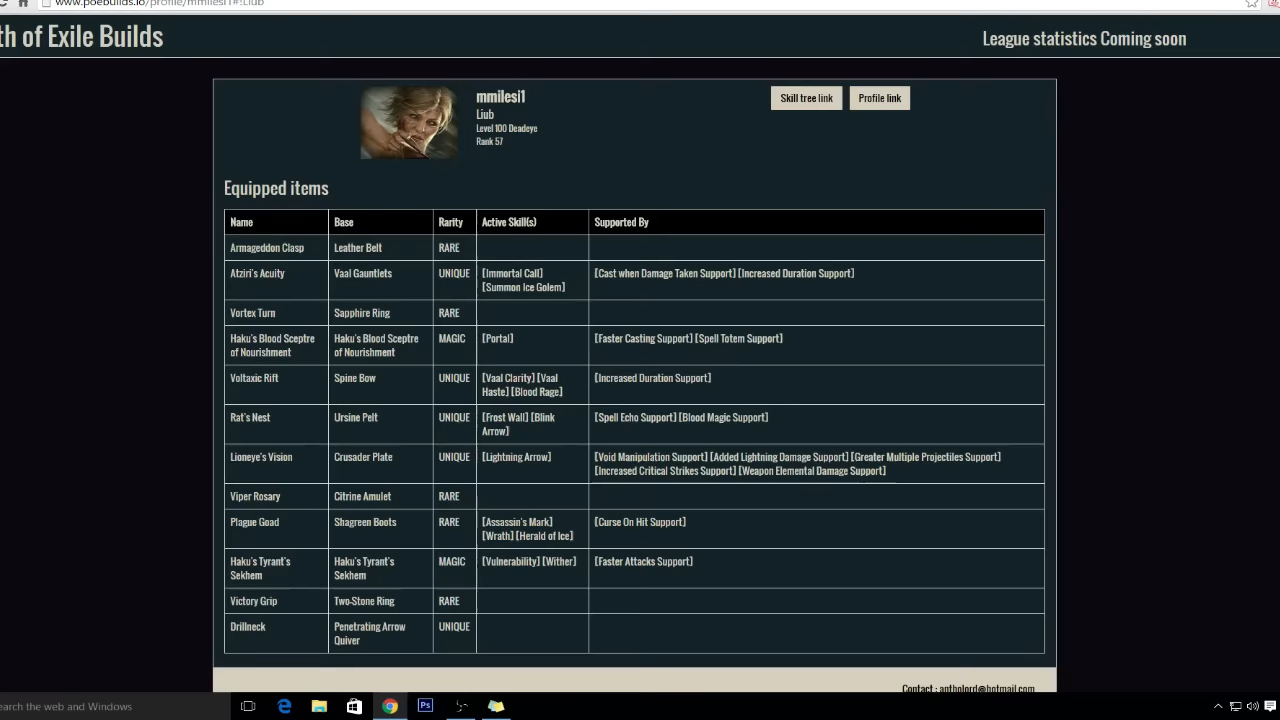 www.poebuilds.io/profile/mmilesi1#!Liub
th of Exile Builds
League statistics Coming soon
mmilesi1
Liub
Level 100 Deadeye
Rank 57
Skill tree link
Profile link
Equipped items
Name Base Rarity Active Skill(s) Supported By
Armageddon Clasp Leather Belt RARE
Atziri's Acuity Vaal Gauntlets UNIQUE [Immortal Call] [Cast when Damage Taken Support] [Increased Duration Support]
[Summon Ice Golem]
Vortex Turn Sapphire Ring RARE
Haku's Blood Sceptre Haku's Blood Sceptre MAGIC [Portal] [Faster Casting Support] [Spell Totem Support]
of Nourishment of Nourishment
Voltaxic Rift Spine Bow UNIQUE [Vaal Clarity] [Vaal [Increased Duration Support]
Haste] [Blood Rage]
Rat's Nest Ursine Pelt UNIQUE [Frost Wall] [Blink [Spell Echo Support] [Blood Magic Support]
Arrow]
Lioneye's Vision Crusader Plate UNIQUE [Lightning Arrow] [Void Manipulation Support] [Added Lightning Damage Support] [Greater Multiple Projectiles Support]
[Increased Critical Strikes Support] [Weapon Elemental Damage Support]
Viper Rosary Citrine Amulet RARE
Plague Goad Shagreen Boots RARE [Assassin's Mark] [Curse On Hit Support]
[Wrath] [Herald of Ice]
Haku's Tyrant's Haku's Tyrant's MAGIC [Vulnerability] [Wither] [Faster Attacks Support]
Sekhem Sekhem
Victory Grip Two-Stone Ring RARE
Drillneck Penetrating Arrow UNIQUE
Quiver
Contact : antholord@hotmail.com
earch the web and Windows
Ps